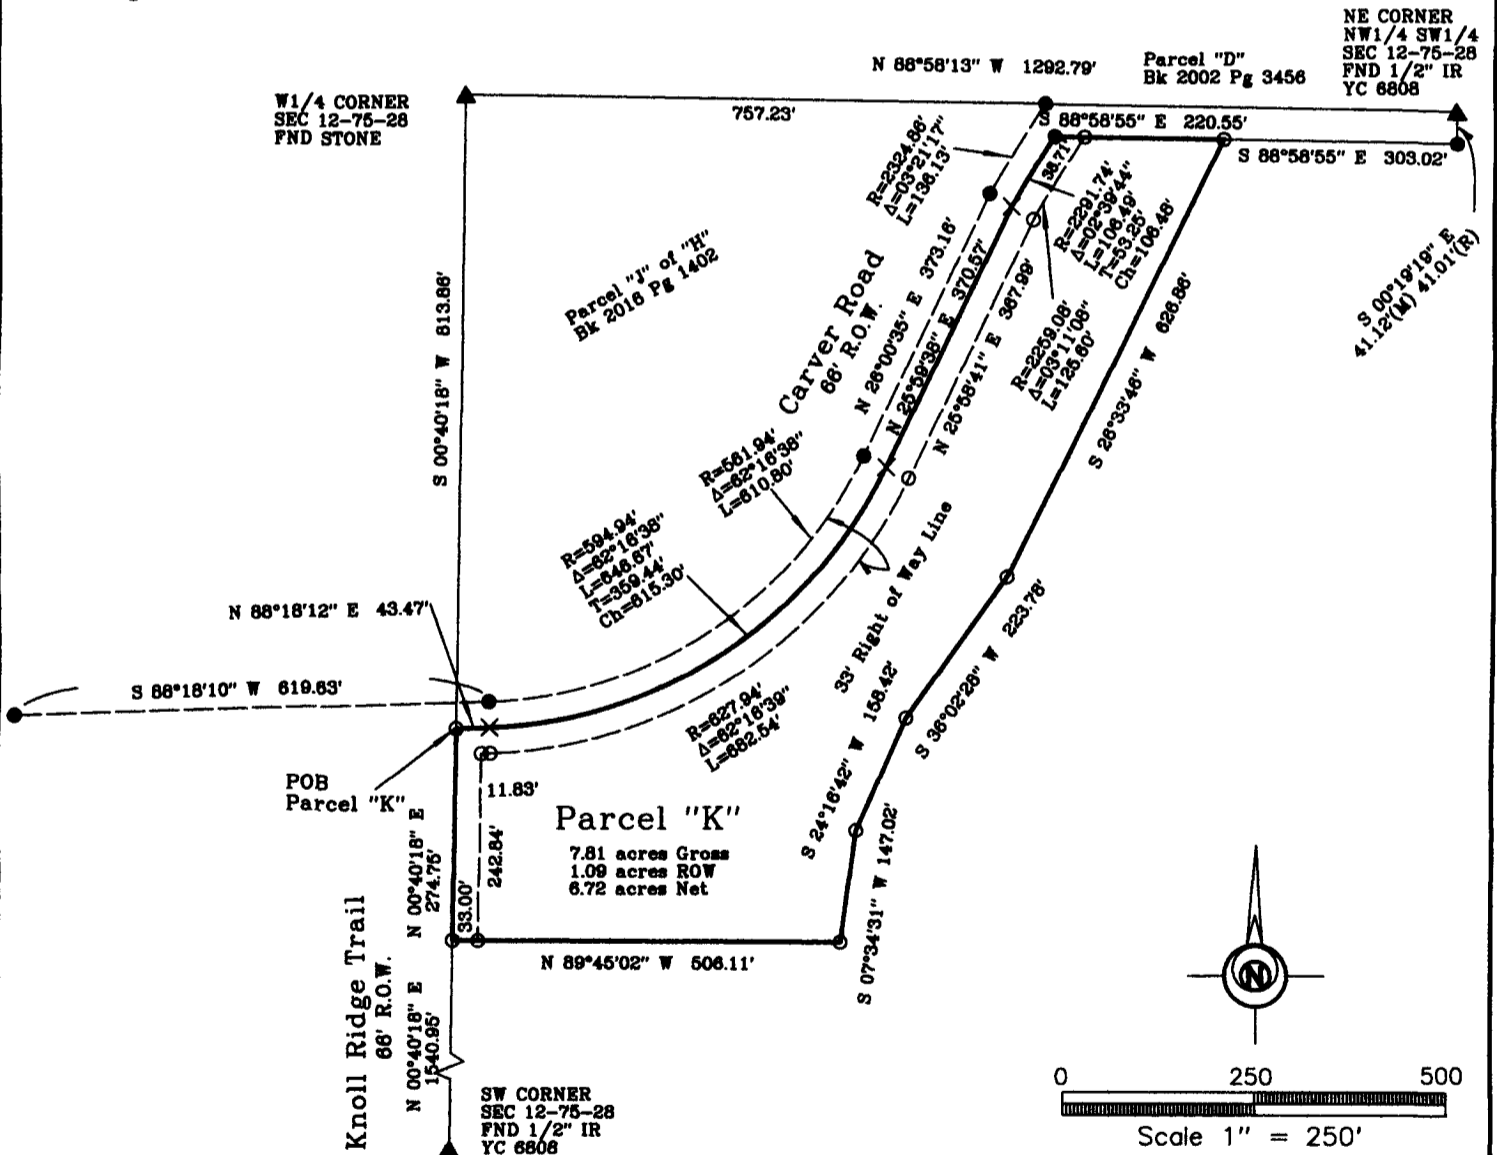 NE CORNER
NW1/4 SW1/4
SEC 12-75-28
FND 1/2" IR
YC 6808
N 88°58'13" W 1292.79'
Parcel "D"
Bk 2002 Pg 3456
W1/4 CORNER
SEC 12-75-28
FND STONE
757.23'
S 88°58'55" E 220.55'
S 88°58'55" E 303.02'
R=2324.86'
Δ=03°21'17"
L=136.13'
38.71'
R=2291.74'
Δ=02°39'44"
L=106.49'
T=53.25'
Ch=106.48'
S 00°19'19" E
41.12'(M) 41.01'(R)
Parcel "J" of "H"
Bk 2016 Pg 1402
S 00°40'18" W 813.86'
Carver Road
66' R.O.W.
N 26°00'35" E 373.16'
N 25°59'38" E 370.57'
N 25°58'41" E 367.99'
R=2259.08'
Δ=03°11'08"
L=125.60'
S 26°33'46" W 626.86'
R=561.94'
Δ=62°16'38"
L=610.80'
R=594.94'
Δ=62°16'38"
L=646.67'
T=359.44'
Ch=615.30'
33' Right of Way Line
N 88°18'12" E 43.47'
S 88°18'10" W 619.63'
R=627.94'
Δ=62°16'39"
L=682.54'
S 24°16'42" W 158.42'
S 36°02'28" W 223.78'
POB
Parcel "K"
11.83'
Parcel "K"
7.81 acres Gross
1.09 acres ROW
6.72 acres Net
N 00°40'18" E
274.75'
33.00'
242.84'
S 07°34'31" W 147.02'
N 89°45'02" W 506.11'
Knoll Ridge Trail
66' R.O.W.
N 00°40'18" E
1540.95'
N
SW CORNER
SEC 12-75-28
FND 1/2" IR
YC 6808
0 250 500
Scale 1" = 250'